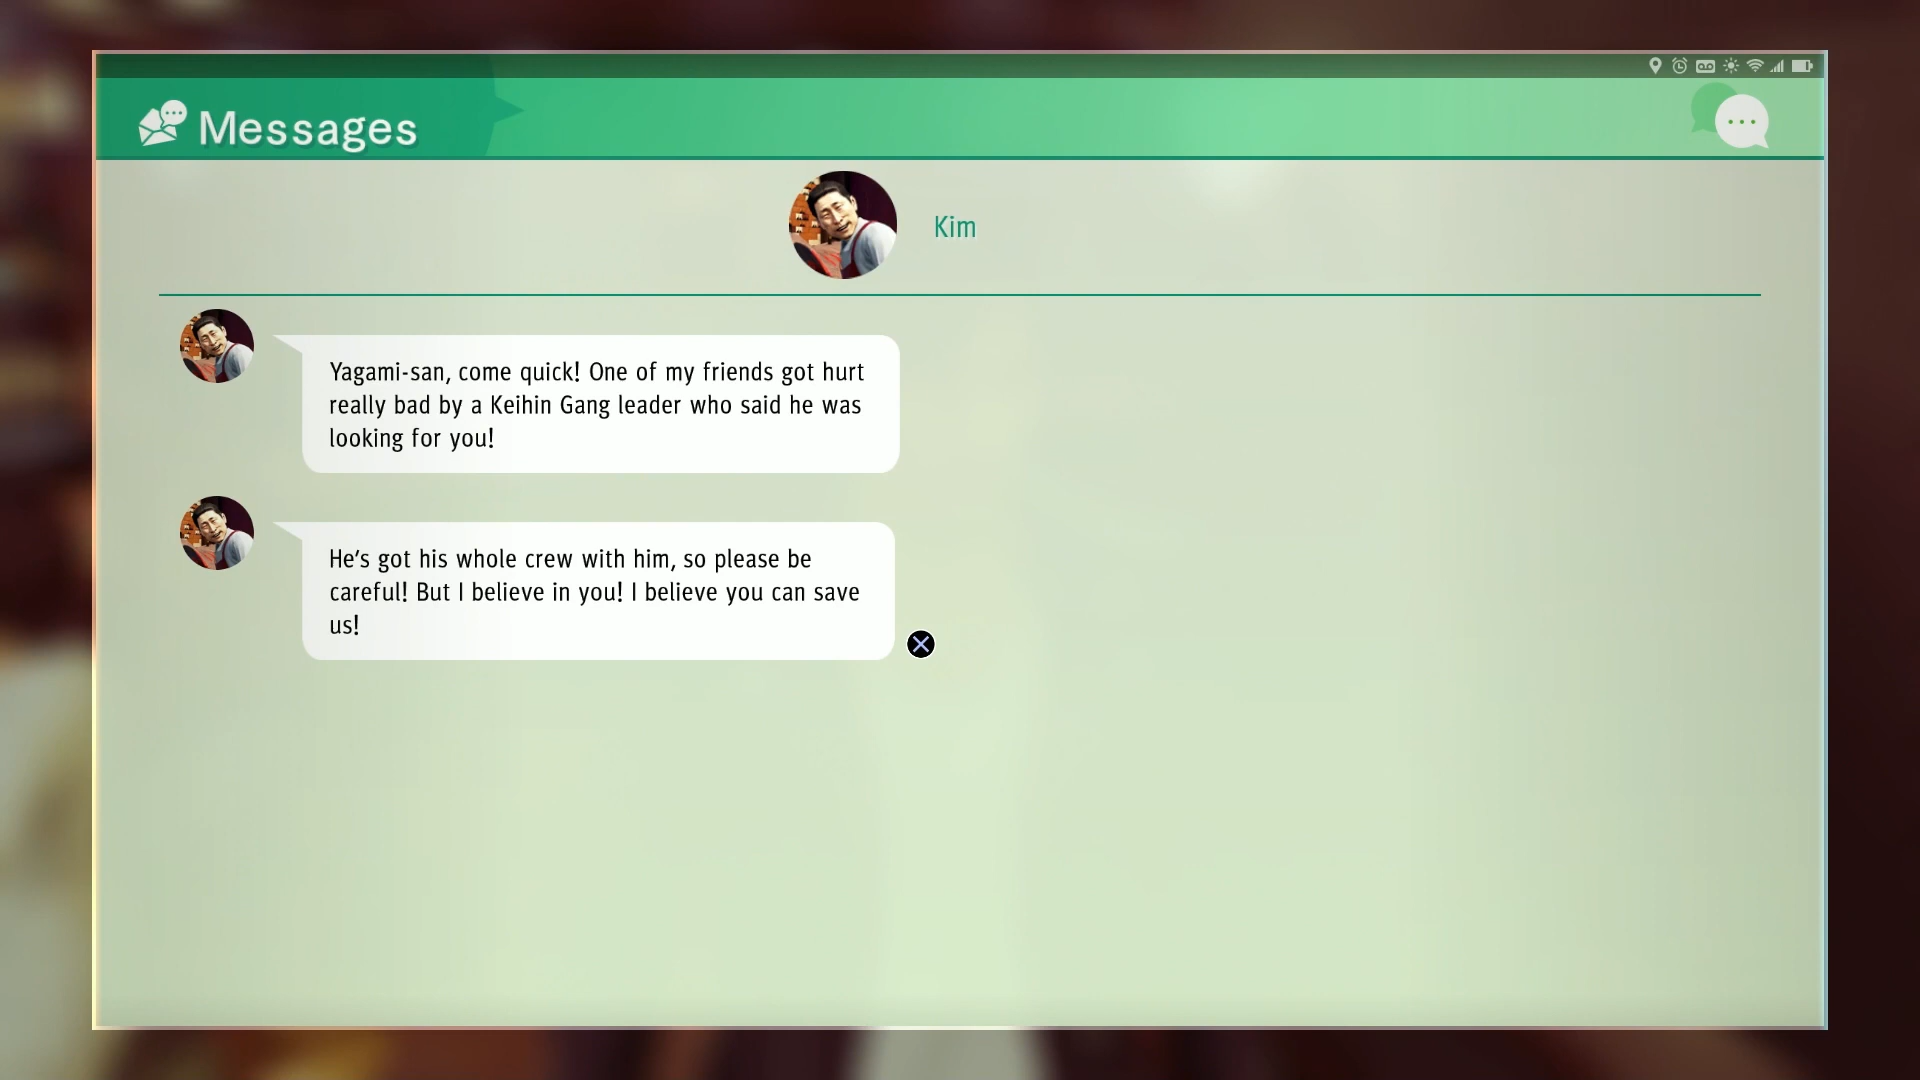 Messages
Kim
Yagami-san, come quick! One of my friends got hurt
really bad by a Keihin Gang leader who said he was
looking for you!
He's got his whole crew with him, so please be
careful! But I believe in you! I believe you can save
us!